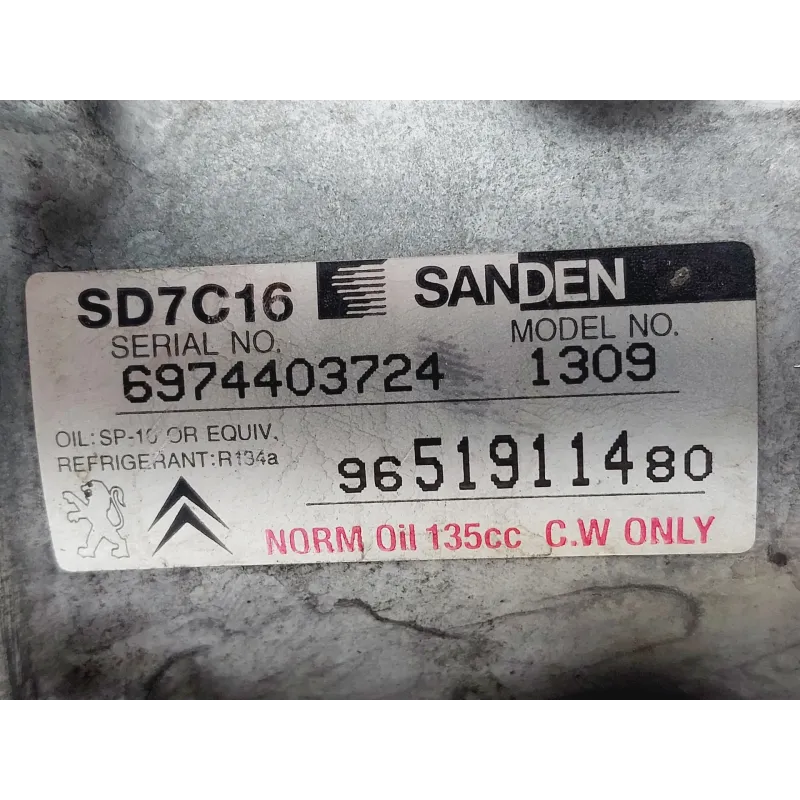 SD7C16 SANDEN
SERIAL NO. MODEL NO.
6974403724 1309
OIL: SP-10 OR EQUIV.
REFRIGERANT: R134a
9651911480
NORM Oil 135cc C.W ONLY